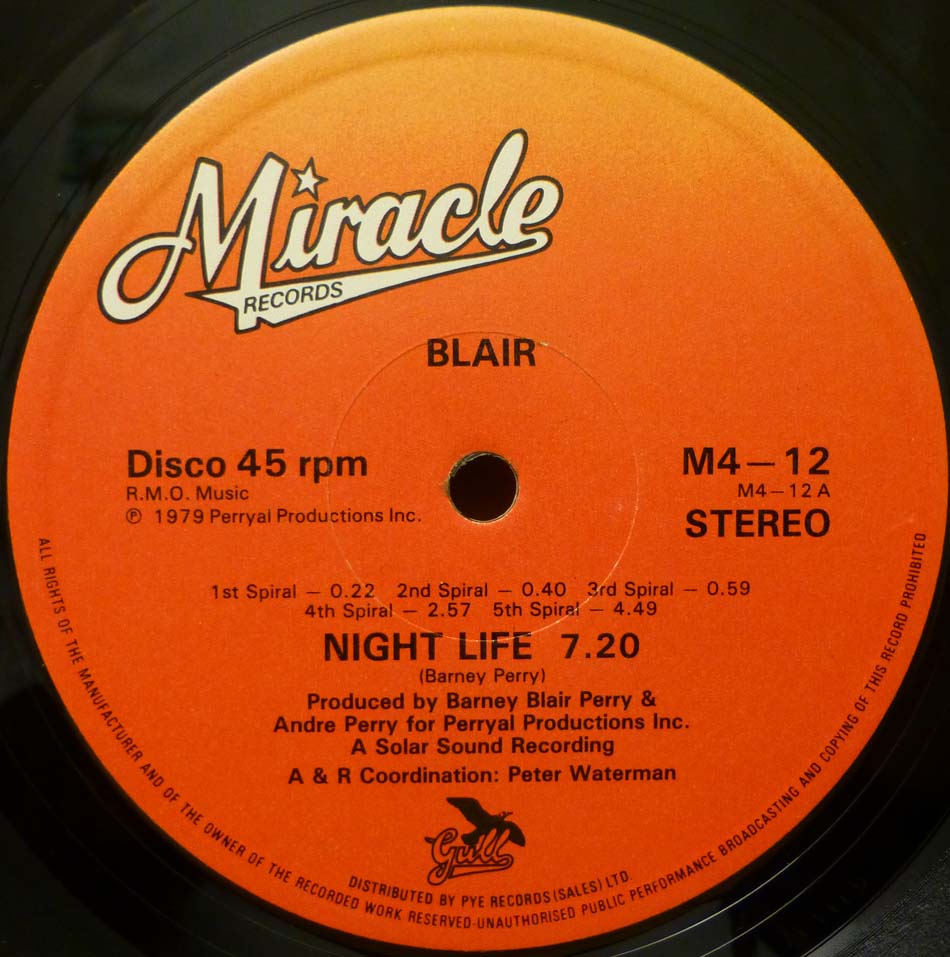 Miracle
RECORDS
BLAIR
Disco 45 rpm
R.M.O. Music
℗ 1979 Perryal Productions Inc.
M4—12
M4—12 A
STEREO
1st Spiral — 0.22 2nd Spiral — 0.40 3rd Spiral — 0.59
4th Spiral — 2.57 5th Spiral — 4.49
NIGHT LIFE 7.20
(Barney Perry)
Produced by Barney Blair Perry &
Andre Perry for Perryal Productions Inc.
A Solar Sound Recording
A & R Coordination: Peter Waterman
Gull
DISTRIBUTED BY PYE RECORDS (SALES) LTD.
ALL RIGHTS OF THE MANUFACTURER AND OF THE OWNER OF THE RECORDED WORK RESERVED-UNAUTHORISED PUBLIC PERFORMANCE BROADCASTING AND COPYING OF THIS RECORD PROHIBITED